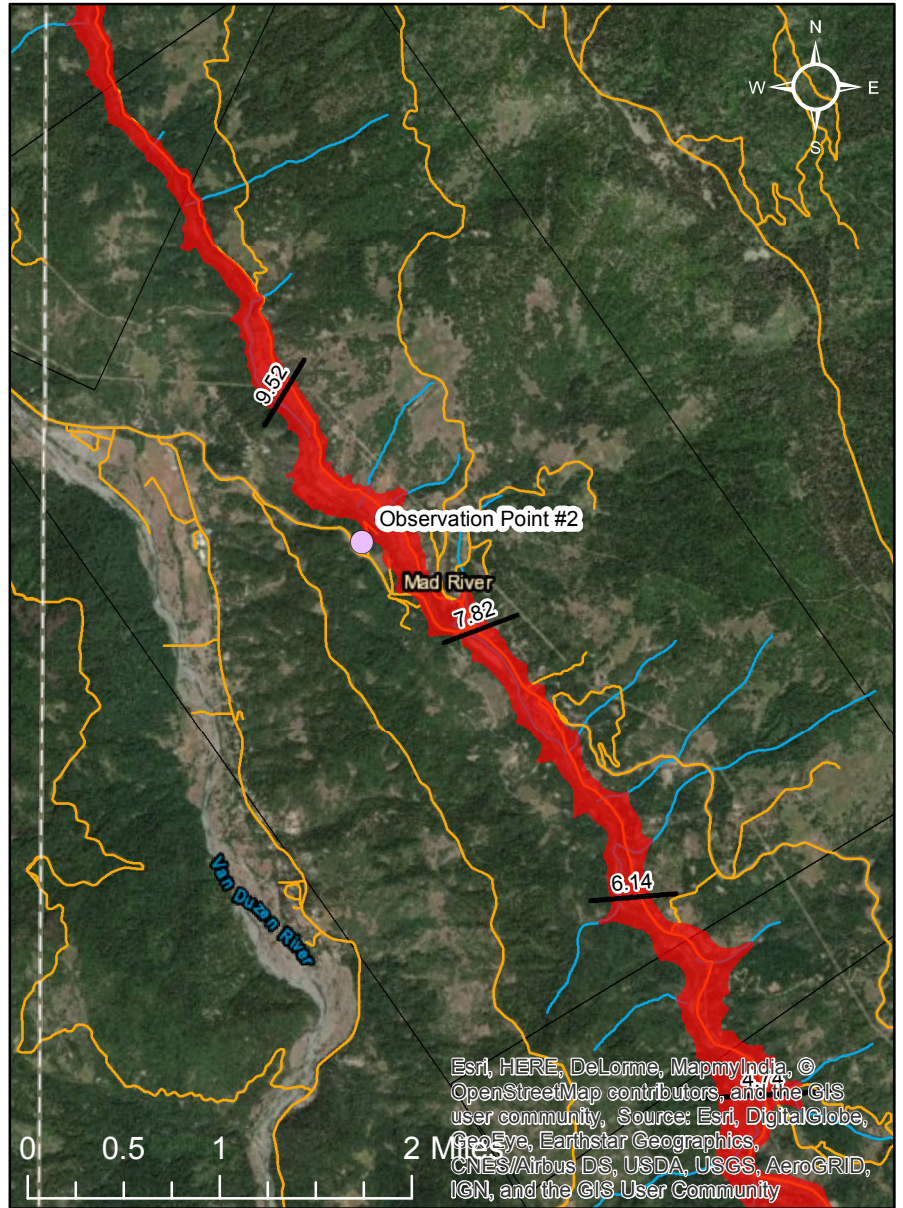 N
W E
S
9.52
Observation Point #2
Mad River
7.82
6.14
Van Duzen River
4.74
Esri, HERE, DeLorme, MapmyIndia, ©
OpenStreetMap contributors, and the GIS
user community, Source: Esri, DigitalGlobe,
GeoEye, Earthstar Geographics,
CNES/Airbus DS, USDA, USGS, AeroGRID,
IGN, and the GIS User Community
0 0.5 1 2 Miles